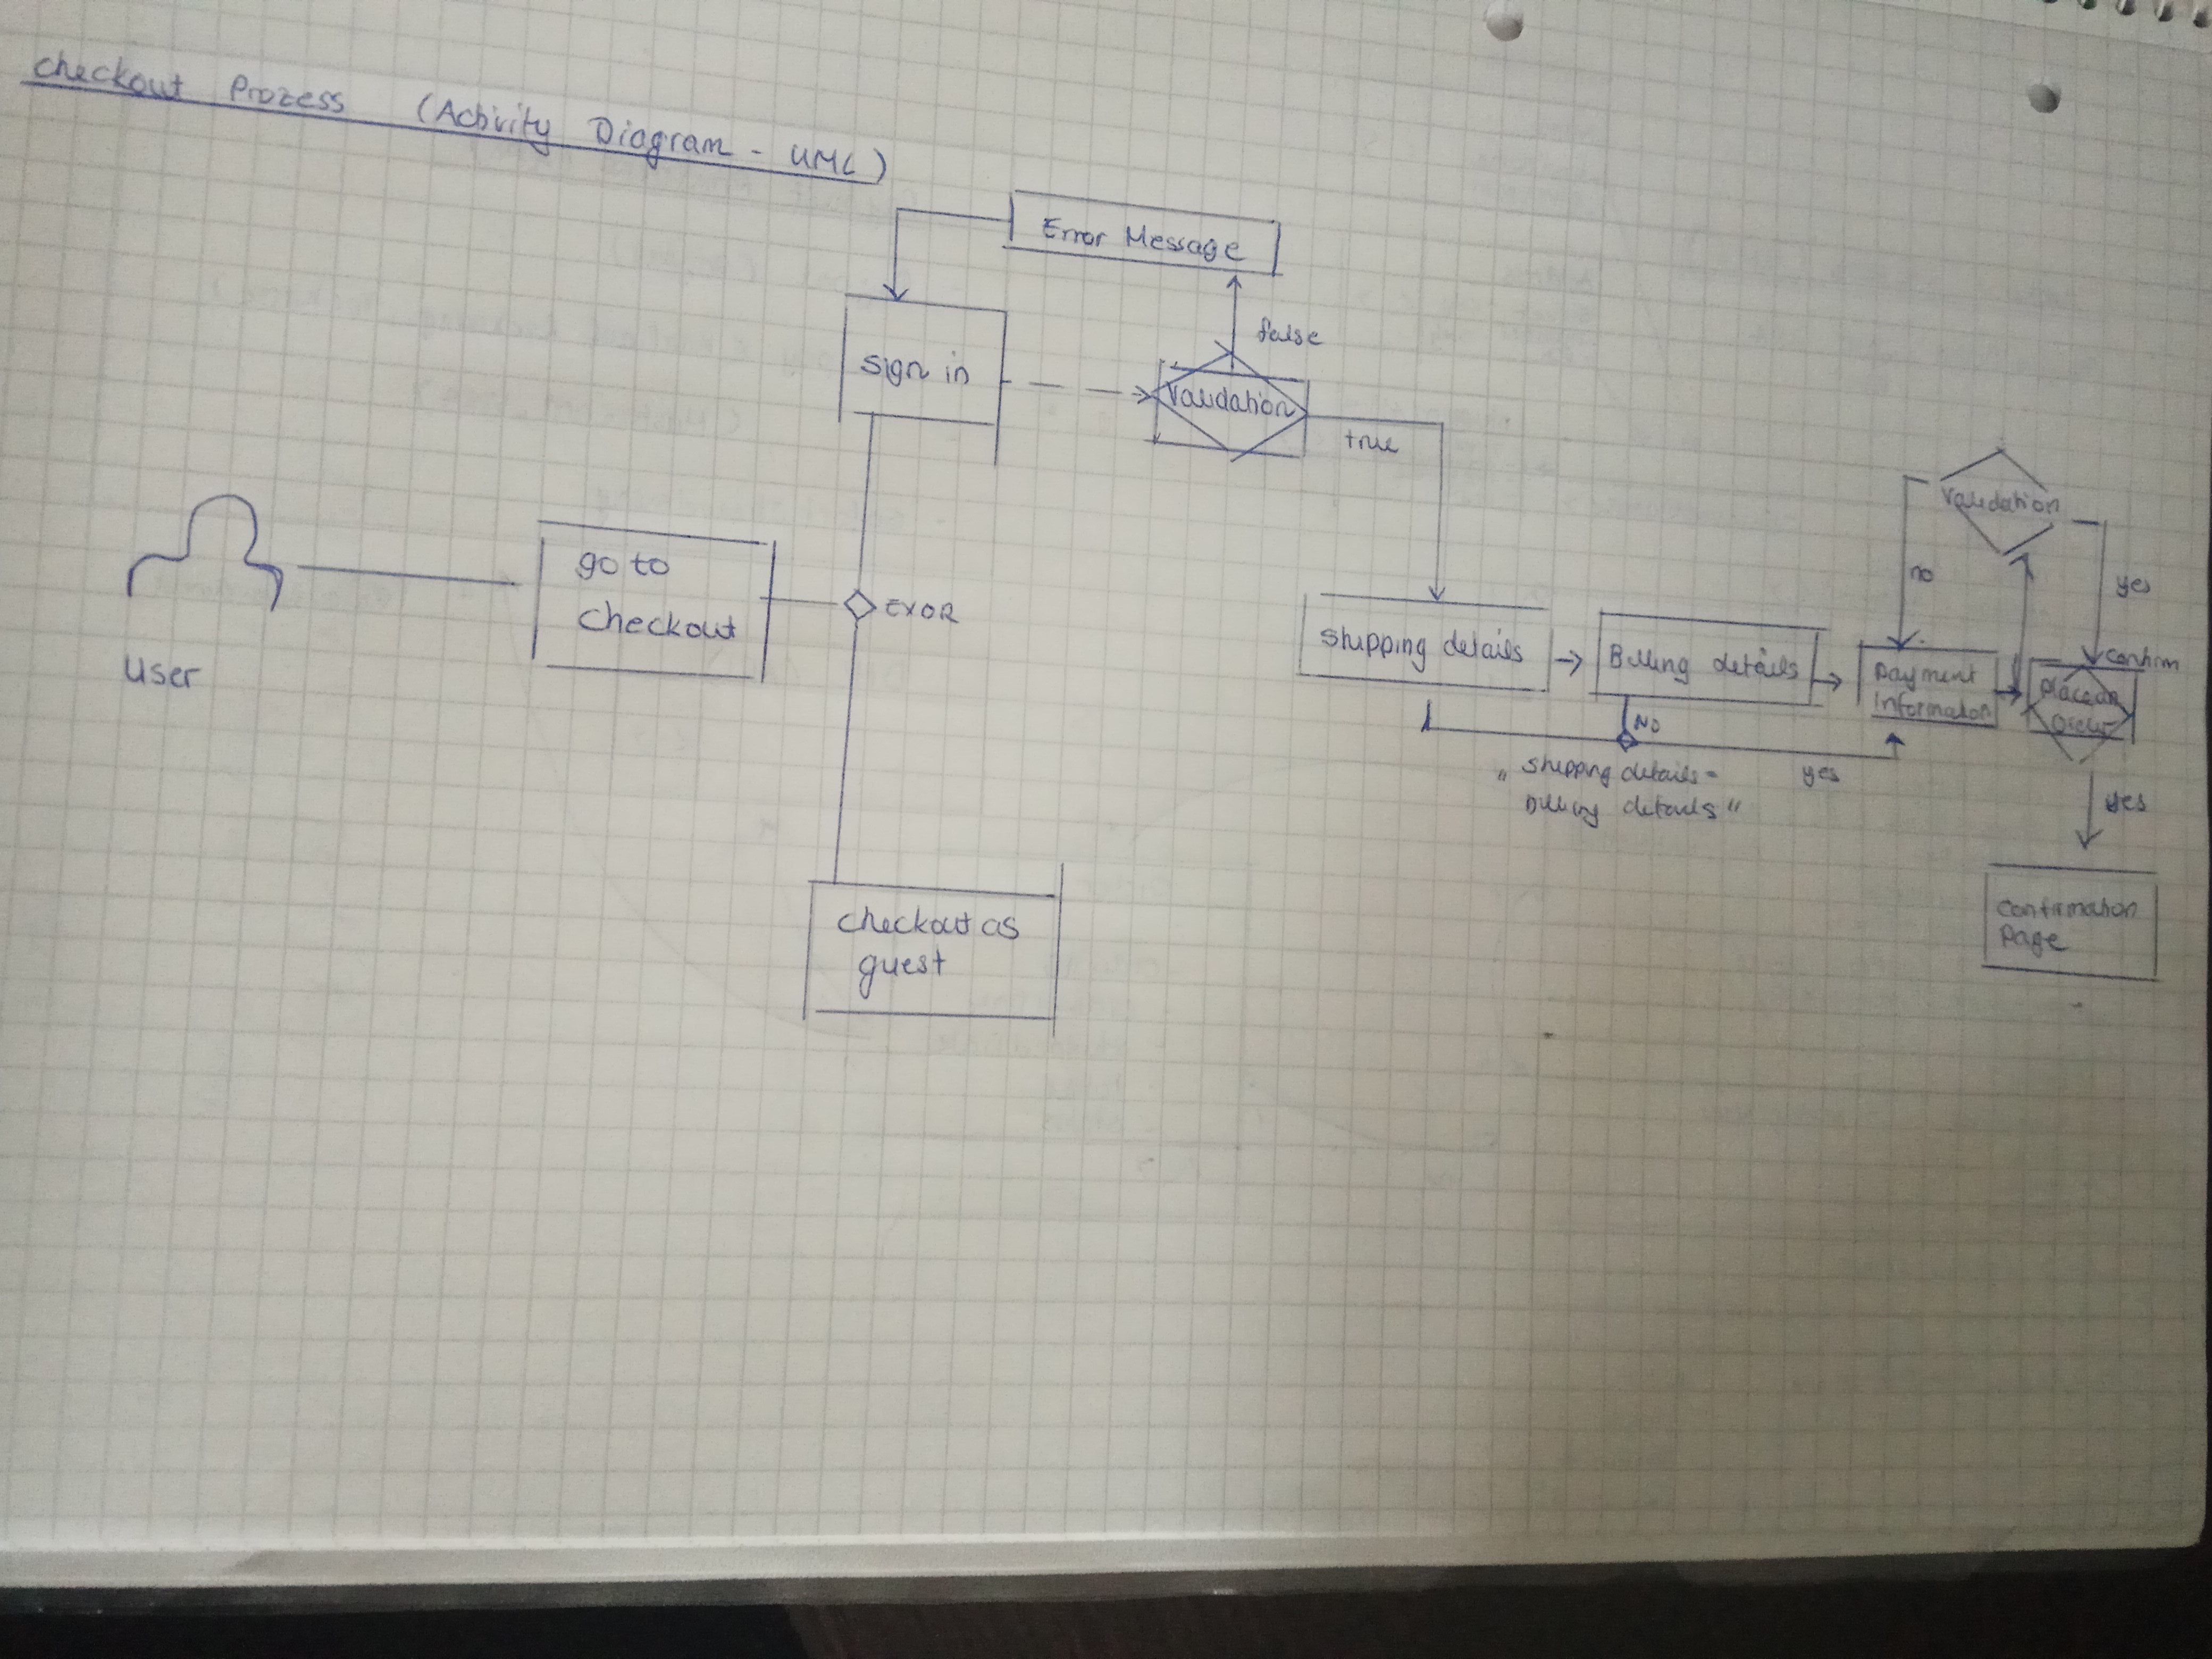 checkout Prozess (Activity Diagram - UML)
Error Message
false
sign in
Validation
true
User
go to
checkout
EXOR
Validation
no
yes
shipping details
Billing details
Payment
Information
confirm
place an
Order
NO
„ shipping details =
Billing details "
yes
yes
checkout as
guest
Confirmation
Page